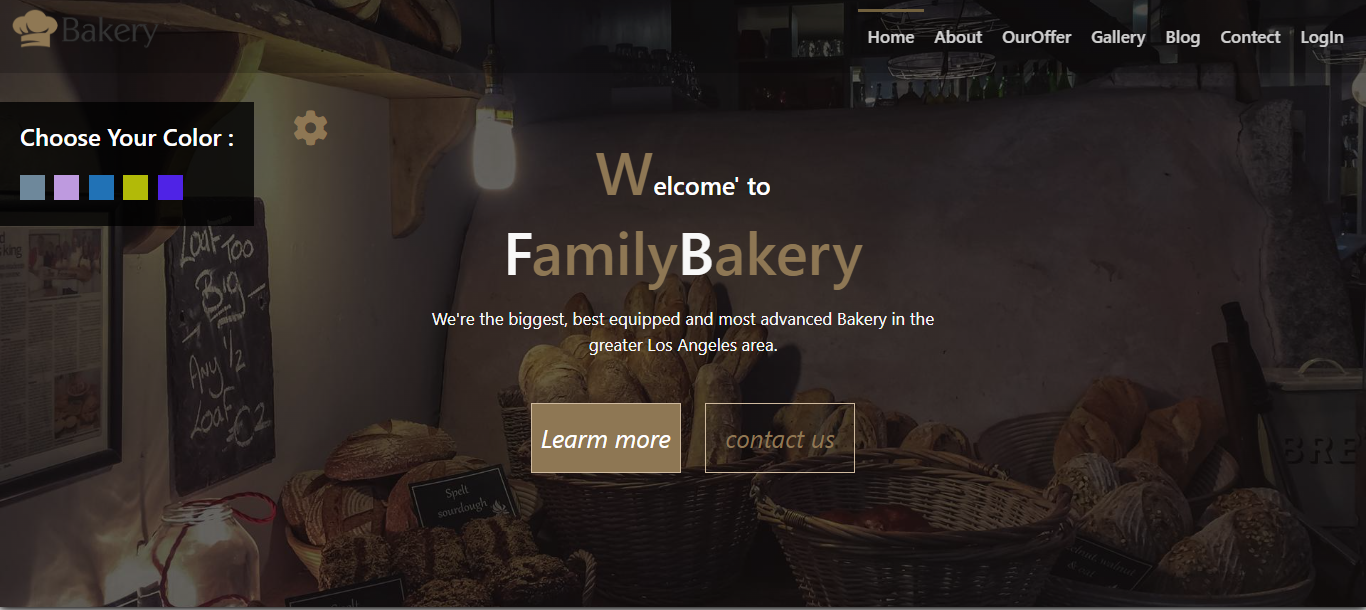 Bakery
Home About OurOffer Gallery Blog Contect LogIn
Choose Your Color :
Welcome' to
FamilyBakery
We're the biggest, best equipped and most advanced Bakery in the
greater Los Angeles area.
Learm more
contact us
Loaf Too
Big
Any 1/2
Loaf €2
Spelt
sourdough
BRE